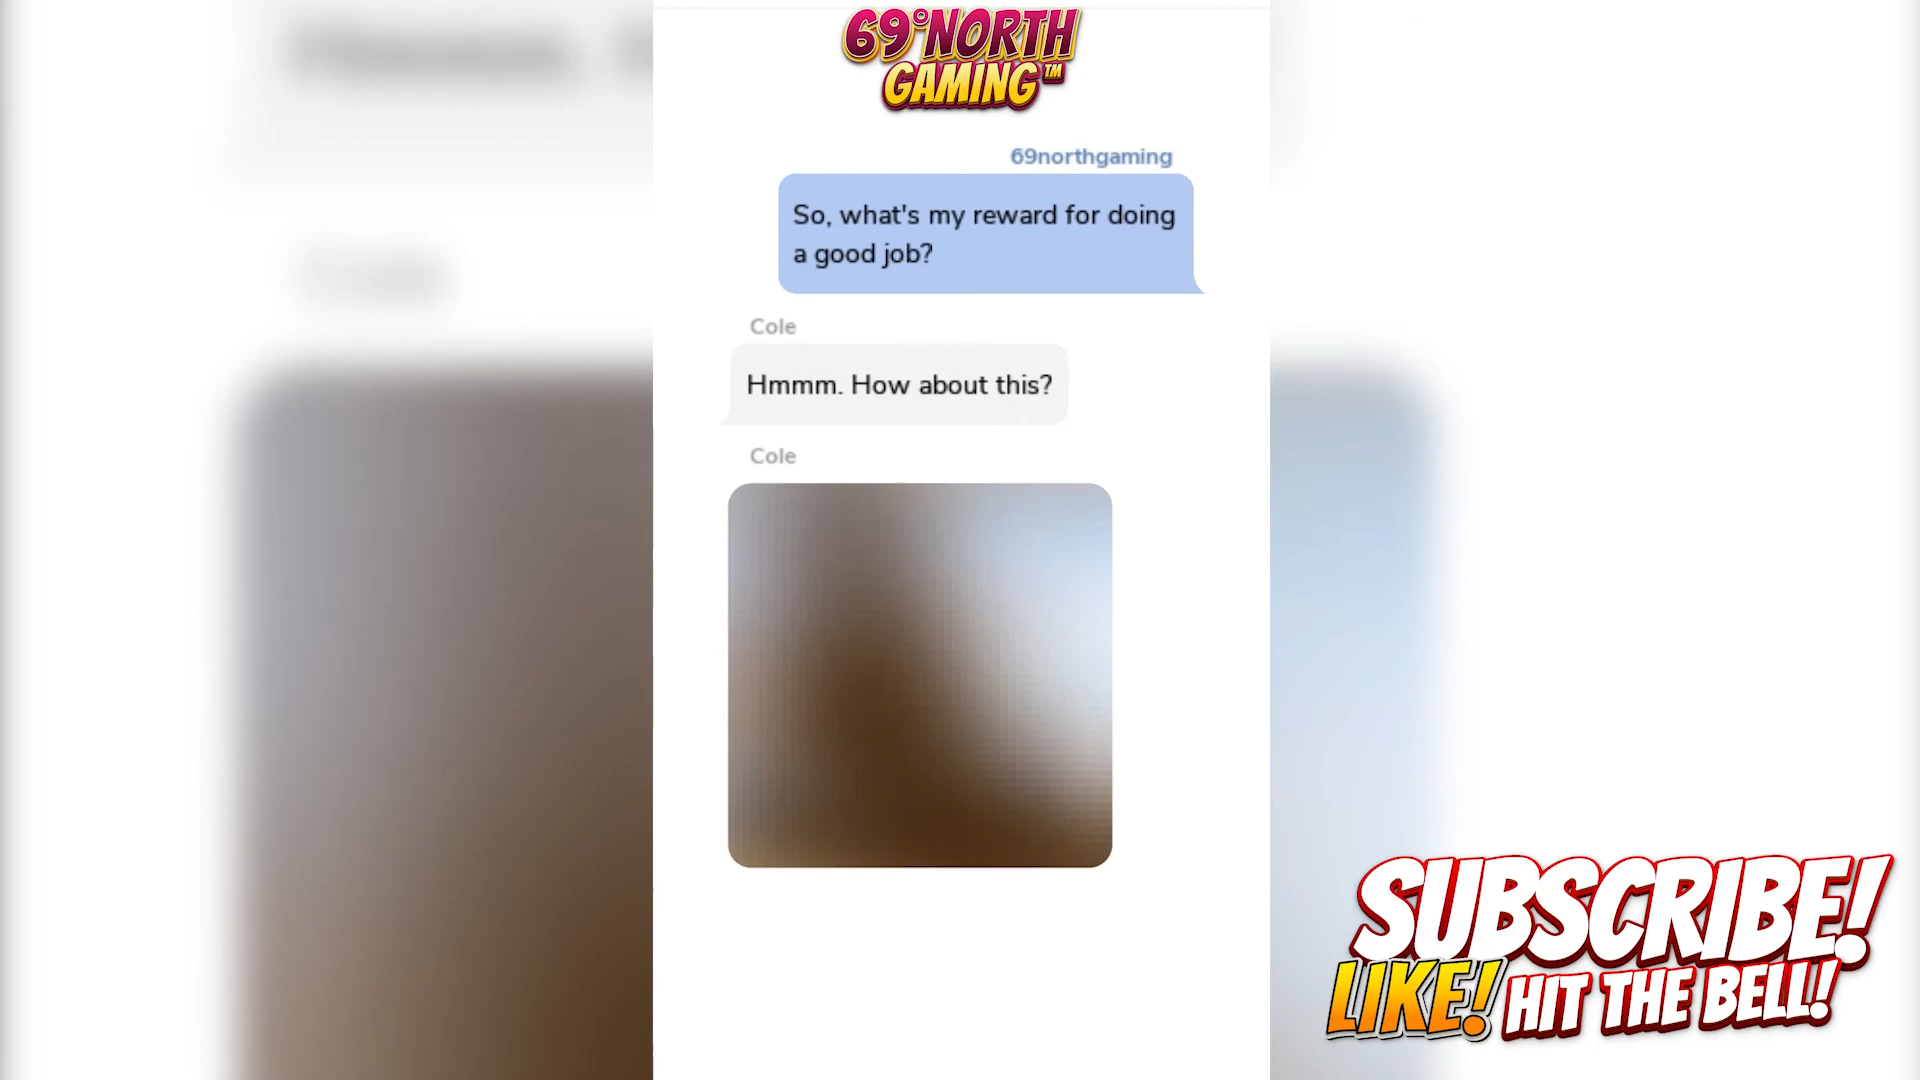 69°NORTH
GAMING™
69northgaming
So, what's my reward for doing
a good job?
Cole
Hmmm. How about this?
Cole
SUBSCRIBE!
LIKE! HIT THE BELL!